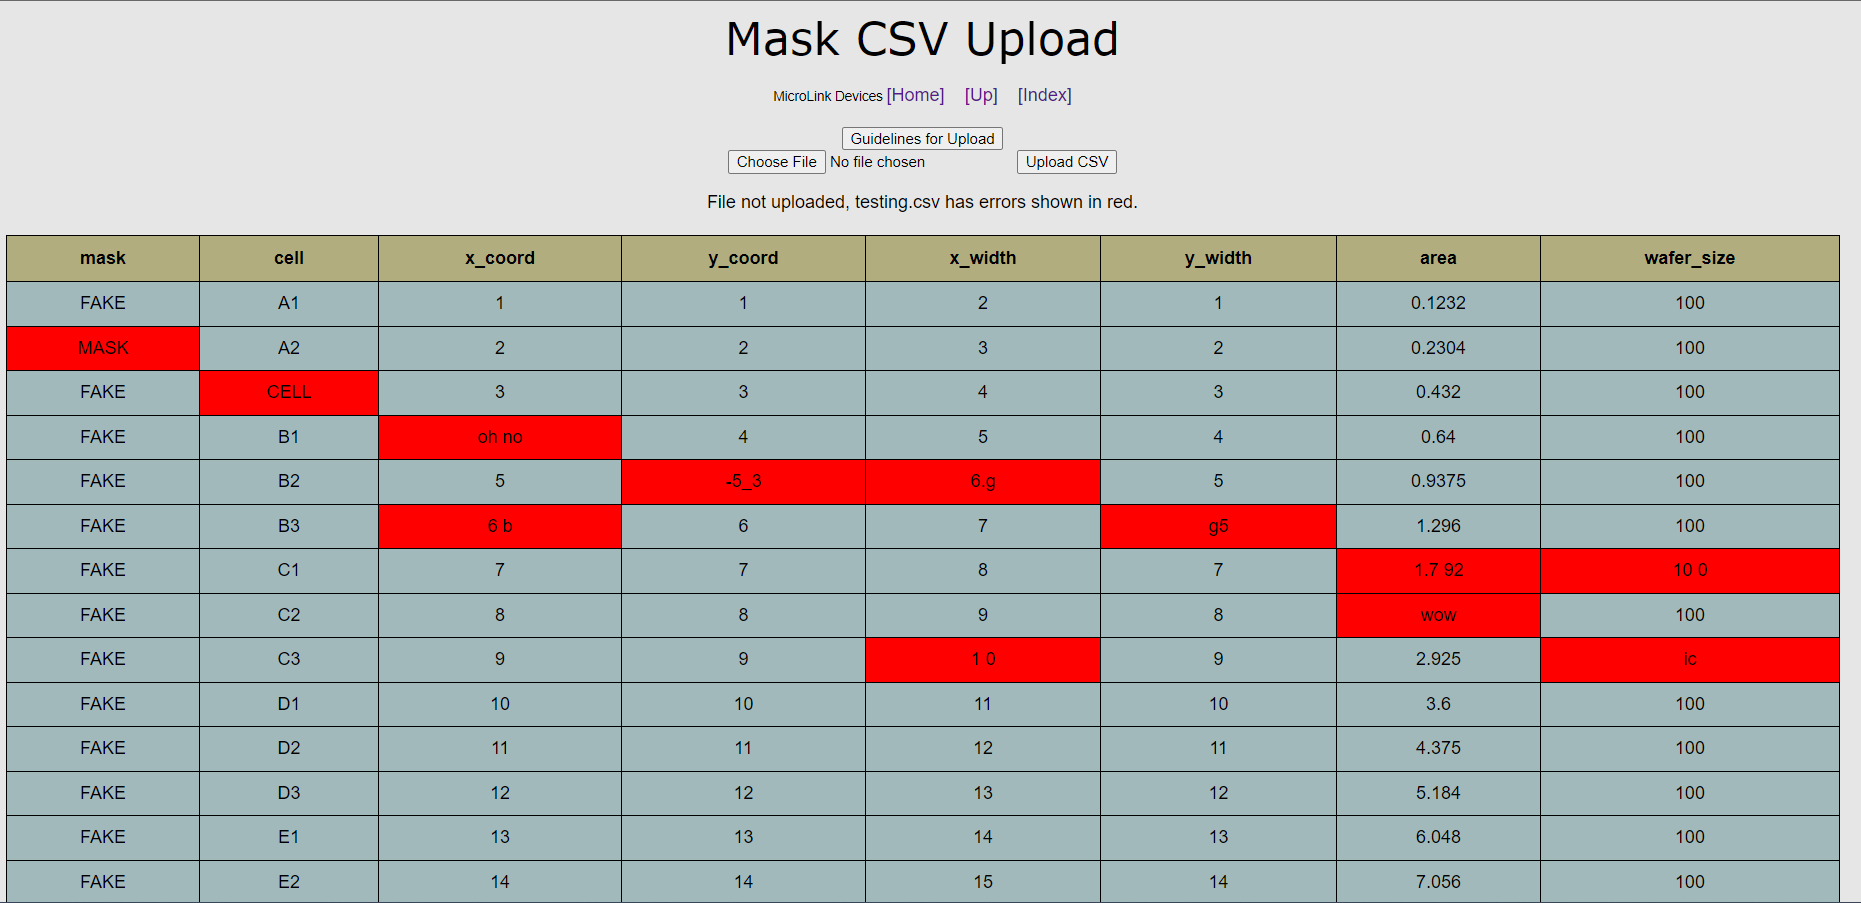 Mask CSV Upload
MicroLink Devices [Home] [Up] [Index]
Guidelines for Upload
Choose File No file chosen Upload CSV
File not uploaded, testing.csv has errors shown in red.
mask cell x_coord y_coord x_width y_width area wafer_size
FAKE A1 1 1 2 1 0.1232 100
MASK A2 2 2 3 2 0.2304 100
FAKE CELL 3 3 4 3 0.432 100
FAKE B1 oh no 4 5 4 0.64 100
FAKE B2 5 -5_3 6.g 5 0.9375 100
FAKE B3 6 b 6 7 g5 1.296 100
FAKE C1 7 7 8 7 1.7 92 10 0
FAKE C2 8 8 9 8 wow 100
FAKE C3 9 9 1 0 9 2.925 ic
FAKE D1 10 10 11 10 3.6 100
FAKE D2 11 11 12 11 4.375 100
FAKE D3 12 12 13 12 5.184 100
FAKE E1 13 13 14 13 6.048 100
FAKE E2 14 14 15 14 7.056 100